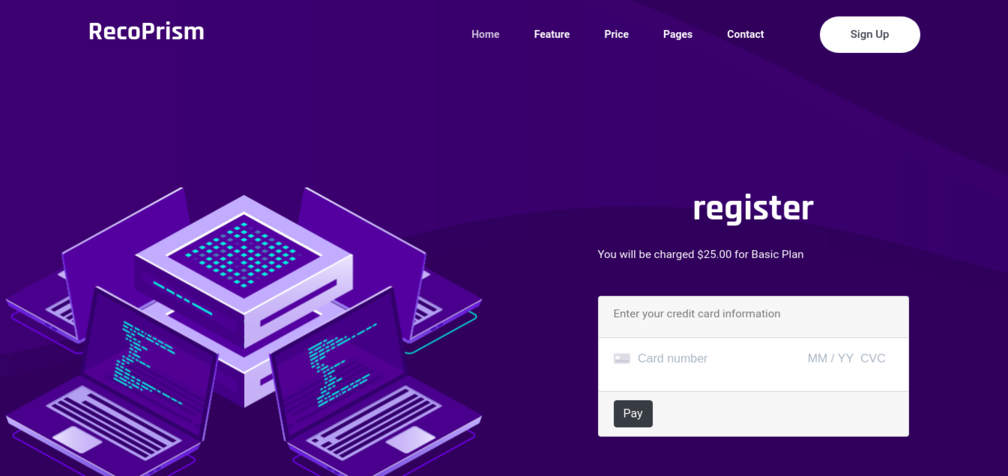 RecoPrism
Home Feature Price Pages Contact Sign Up
register
You will be charged $25.00 for Basic Plan
Enter your credit card information
Card number MM / YY CVC
Pay